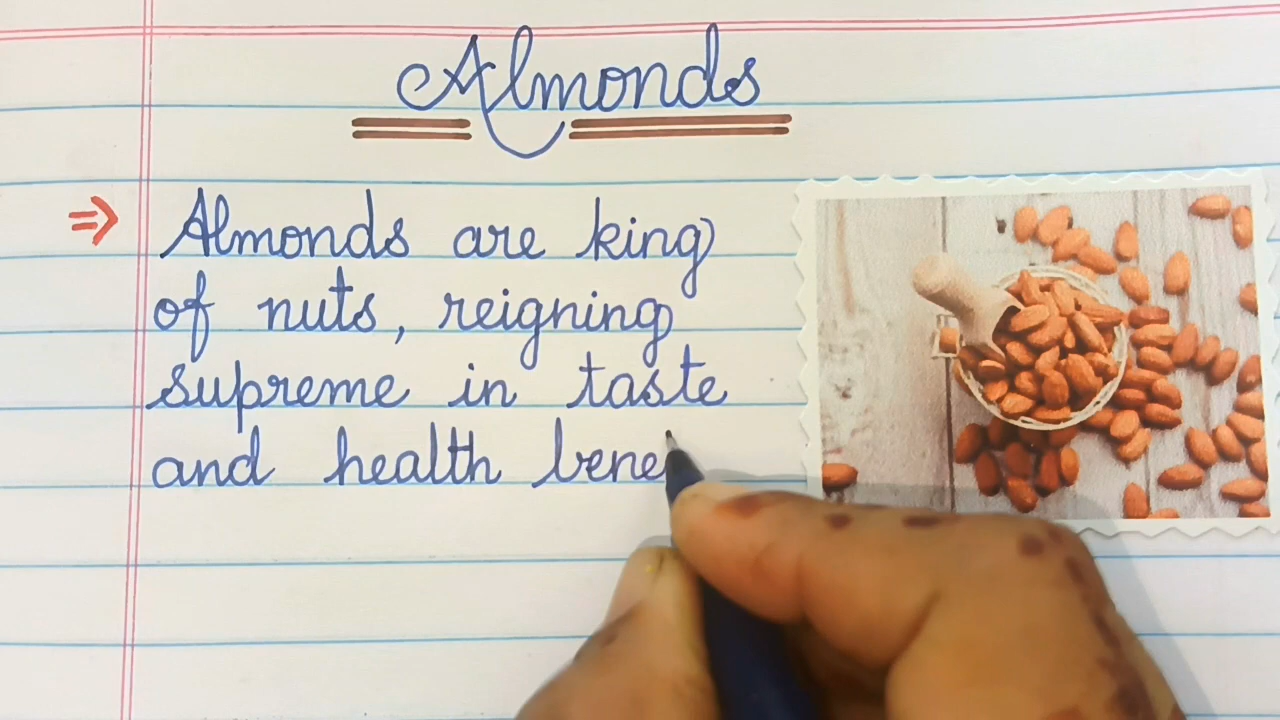 Almonds
⇒ Almonds are king
of nuts, reigning
supreme in taste
and health bene